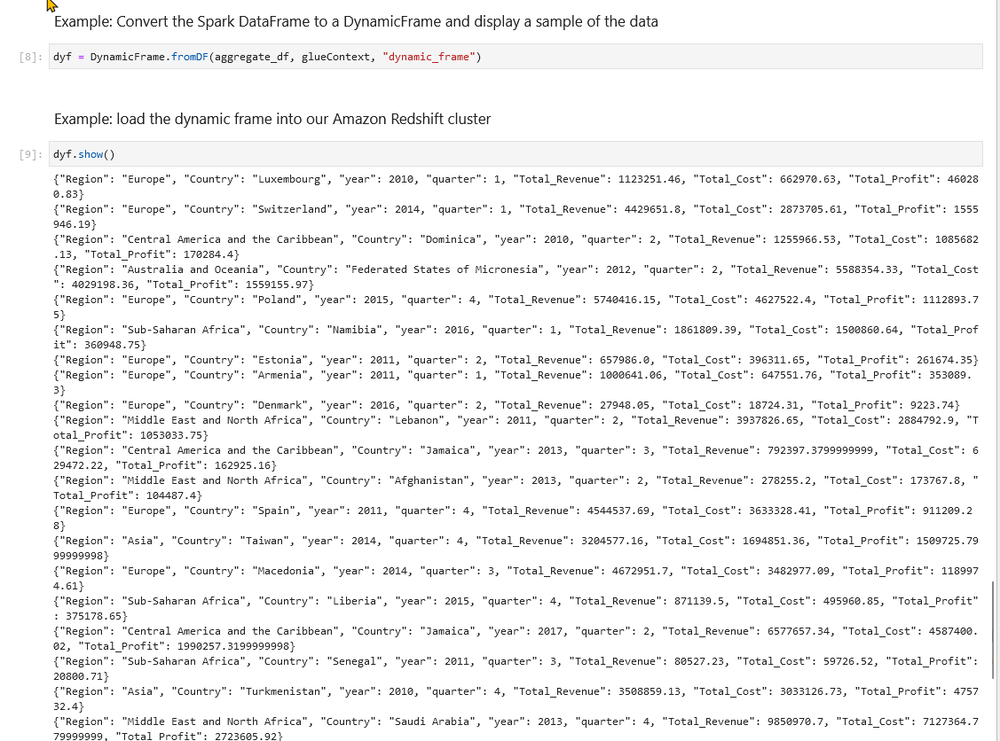 Example: Convert the Spark DataFrame to a DynamicFrame and display a sample of the data
[8]: dyf = DynamicFrame.fromDF(aggregate_df, glueContext, "dynamic_frame")
Example: load the dynamic frame into our Amazon Redshift cluster
[9]: dyf.show()
{"Region": "Europe", "Country": "Luxembourg", "year": 2010, "quarter": 1, "Total_Revenue": 1123251.46, "Total_Cost": 662970.63, "Total_Profit": 46028
0.83}
{"Region": "Europe", "Country": "Switzerland", "year": 2014, "quarter": 1, "Total_Revenue": 4429651.8, "Total_Cost": 2873705.61, "Total_Profit": 1555
946.19}
{"Region": "Central America and the Caribbean", "Country": "Dominica", "year": 2010, "quarter": 2, "Total_Revenue": 1255966.53, "Total_Cost": 1085682
.13, "Total_Profit": 170284.4}
{"Region": "Australia and Oceania", "Country": "Federated States of Micronesia", "year": 2012, "quarter": 2, "Total_Revenue": 5588354.33, "Total_Cost
": 4029198.36, "Total_Profit": 1559155.97}
{"Region": "Europe", "Country": "Poland", "year": 2015, "quarter": 4, "Total_Revenue": 5740416.15, "Total_Cost": 4627522.4, "Total_Profit": 1112893.7
5}
{"Region": "Sub-Saharan Africa", "Country": "Namibia", "year": 2016, "quarter": 1, "Total_Revenue": 1861809.39, "Total_Cost": 1500860.64, "Total_Prof
it": 360948.75}
{"Region": "Europe", "Country": "Estonia", "year": 2011, "quarter": 2, "Total_Revenue": 657986.0, "Total_Cost": 396311.65, "Total_Profit": 261674.35}
{"Region": "Europe", "Country": "Armenia", "year": 2011, "quarter": 1, "Total_Revenue": 1000641.06, "Total_Cost": 647551.76, "Total_Profit": 353089.
3}
{"Region": "Europe", "Country": "Denmark", "year": 2016, "quarter": 2, "Total_Revenue": 27948.05, "Total_Cost": 18724.31, "Total_Profit": 9223.74}
{"Region": "Middle East and North Africa", "Country": "Lebanon", "year": 2011, "quarter": 2, "Total_Revenue": 3937826.65, "Total_Cost": 2884792.9, "T
otal_Profit": 1053033.75}
{"Region": "Central America and the Caribbean", "Country": "Jamaica", "year": 2013, "quarter": 3, "Total_Revenue": 792397.3799999999, "Total_Cost": 6
29472.22, "Total_Profit": 162925.16}
{"Region": "Middle East and North Africa", "Country": "Afghanistan", "year": 2013, "quarter": 2, "Total_Revenue": 278255.2, "Total_Cost": 173767.8, "
Total_Profit": 104487.4}
{"Region": "Europe", "Country": "Spain", "year": 2011, "quarter": 4, "Total_Revenue": 4544537.69, "Total_Cost": 3633328.41, "Total_Profit": 911209.2
8}
{"Region": "Asia", "Country": "Taiwan", "year": 2014, "quarter": 4, "Total_Revenue": 3204577.16, "Total_Cost": 1694851.36, "Total_Profit": 1509725.79
99999998}
{"Region": "Europe", "Country": "Macedonia", "year": 2014, "quarter": 3, "Total_Revenue": 4672951.7, "Total_Cost": 3482977.09, "Total_Profit": 118997
4.61}
{"Region": "Sub-Saharan Africa", "Country": "Liberia", "year": 2015, "quarter": 4, "Total_Revenue": 871139.5, "Total_Cost": 495960.85, "Total_Profit"
: 375178.65}
{"Region": "Central America and the Caribbean", "Country": "Jamaica", "year": 2017, "quarter": 2, "Total_Revenue": 6577657.34, "Total_Cost": 4587400.
02, "Total_Profit": 1990257.3199999998}
{"Region": "Sub-Saharan Africa", "Country": "Senegal", "year": 2011, "quarter": 3, "Total_Revenue": 80527.23, "Total_Cost": 59726.52, "Total_Profit":
20800.71}
{"Region": "Asia", "Country": "Turkmenistan", "year": 2010, "quarter": 4, "Total_Revenue": 3508859.13, "Total_Cost": 3033126.73, "Total_Profit": 4757
32.4}
{"Region": "Middle East and North Africa", "Country": "Saudi Arabia", "year": 2013, "quarter": 4, "Total_Revenue": 9850970.7, "Total_Cost": 7127364.7
79999999, "Total_Profit": 2723605.92}